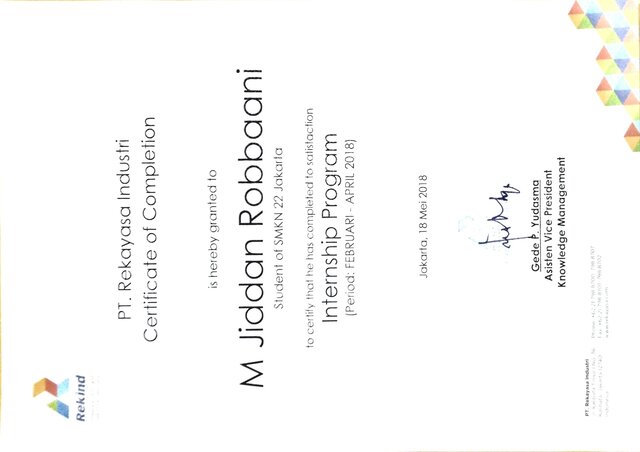 Rekind
PT. Rekayasa Industri
Certificate of Completion
is hereby granted to
M Jiddan Robbaani
Student of SMKN 22 Jakarta
to certify that he has completed to satisfaction
Internship Program
(Period: FEBRUARI - APRIL 2018)
Jakarta, 18 Mei 2018
Gede P. Yudasma
Asisten Vice President
Knowledge Management
PT. Rekayasa Industri